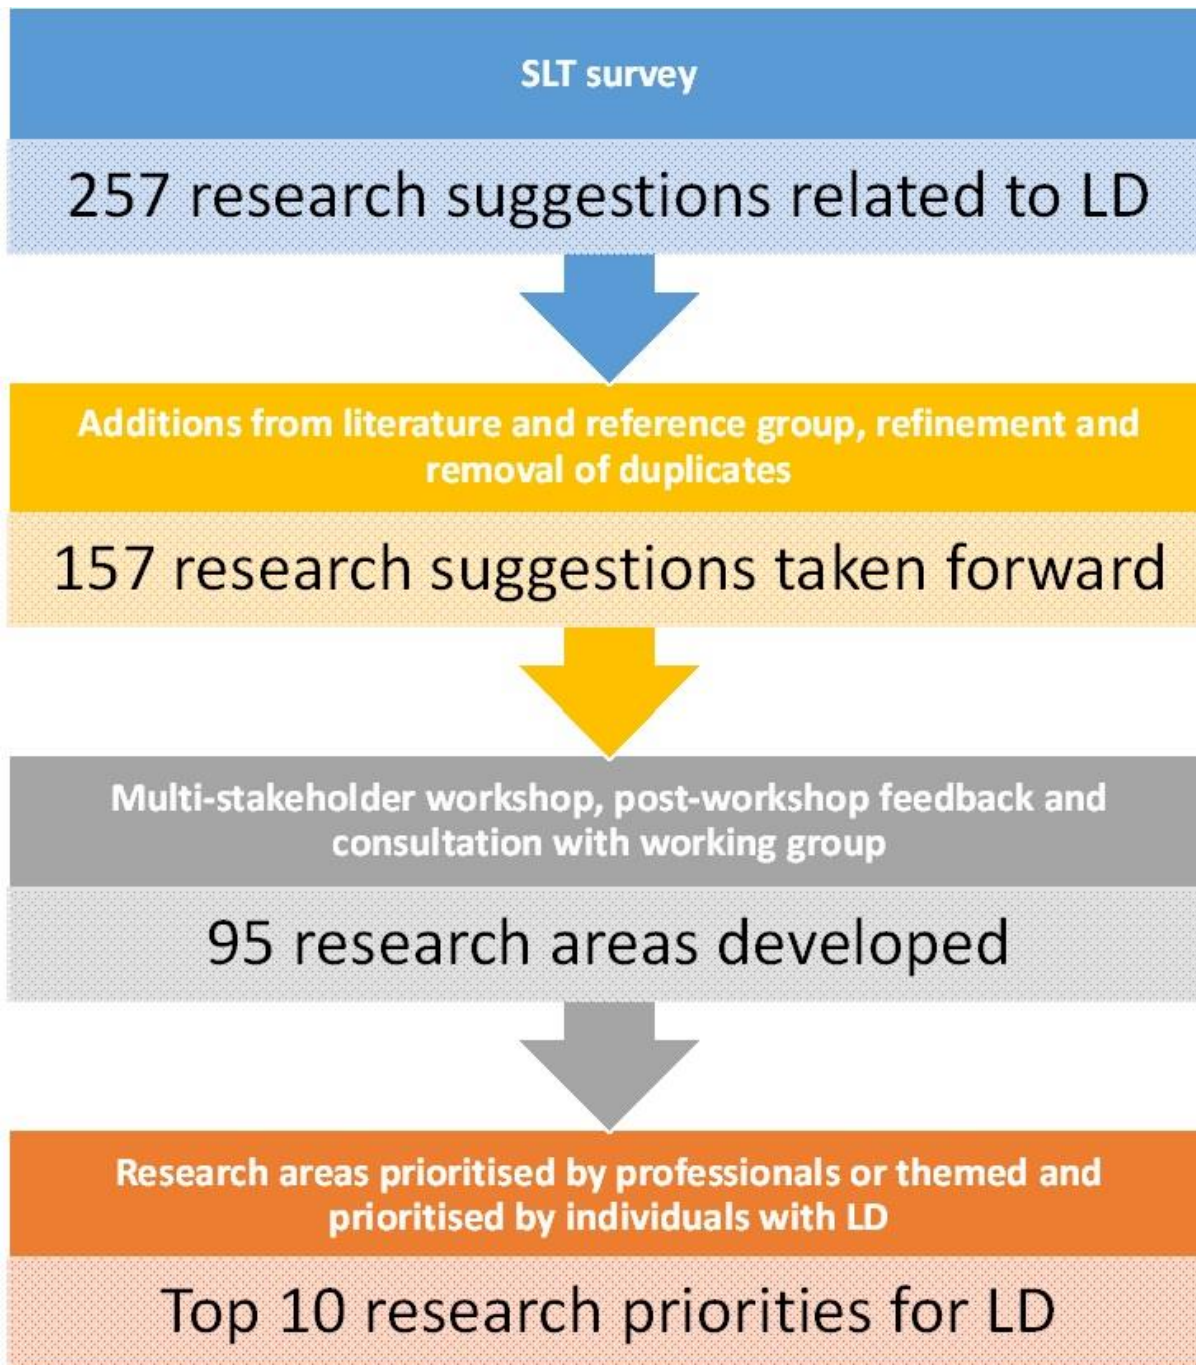 SLT survey
257 research suggestions related to LD
Additions from literature and reference group, refinement and
removal of duplicates
157 research suggestions taken forward
Multi-stakeholder workshop, post-workshop feedback and
consultation with working group
95 research areas developed
Research areas prioritised by professionals or themed and
prioritised by individuals with LD
Top 10 research priorities for LD